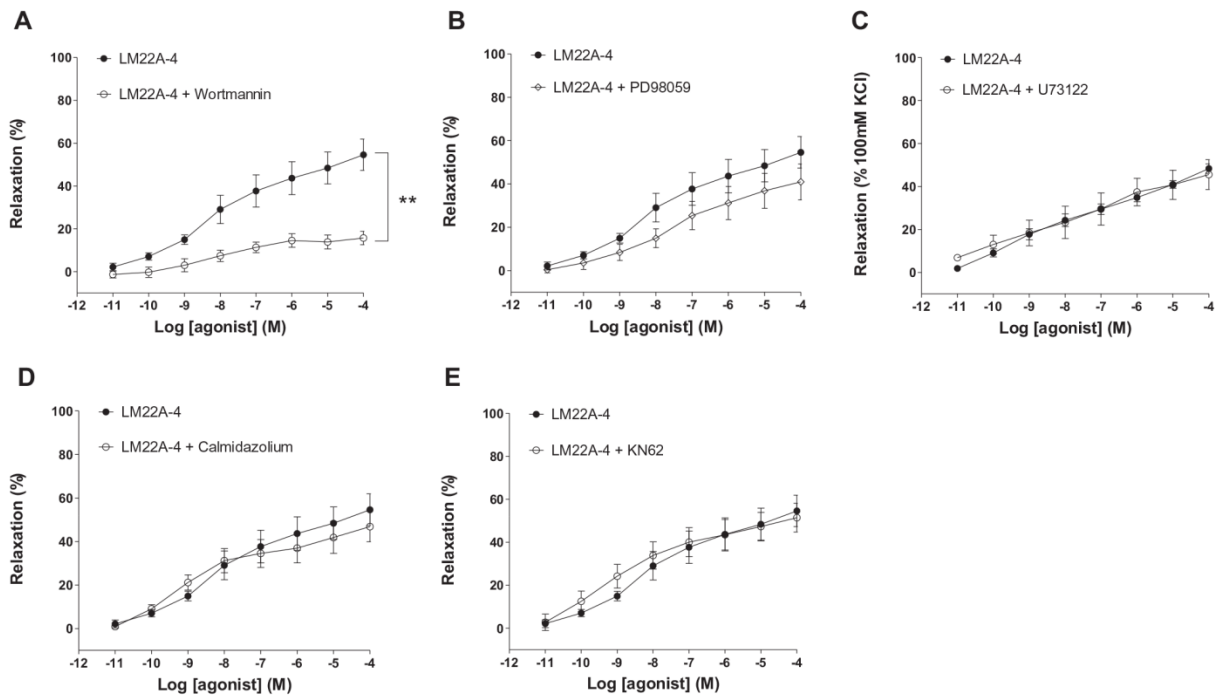 A
LM22A-4
LM22A-4 + Wortmannin
Relaxation (%)
100
80
60
40
20
0
**
-12 -11 -10 -9 -8 -7 -6 -5 -4
Log [agonist] (M)
B
LM22A-4
LM22A-4 + PD98059
Relaxation (%)
100
80
60
40
20
0
-12 -11 -10 -9 -8 -7 -6 -5 -4
Log [agonist] (M)
C
LM22A-4
LM22A-4 + U73122
Relaxation (% 100mM KCl)
100
80
60
40
20
0
-12 -11 -10 -9 -8 -7 -6 -5 -4
Log [agonist] (M)
D
LM22A-4
LM22A-4 + Calmidazolium
Relaxation (%)
100
80
60
40
20
0
-12 -11 -10 -9 -8 -7 -6 -5 -4
Log [agonist] (M)
E
LM22A-4
LM22A-4 + KN62
Relaxation (%)
100
80
60
40
20
0
-12 -11 -10 -9 -8 -7 -6 -5 -4
Log [agonist] (M)